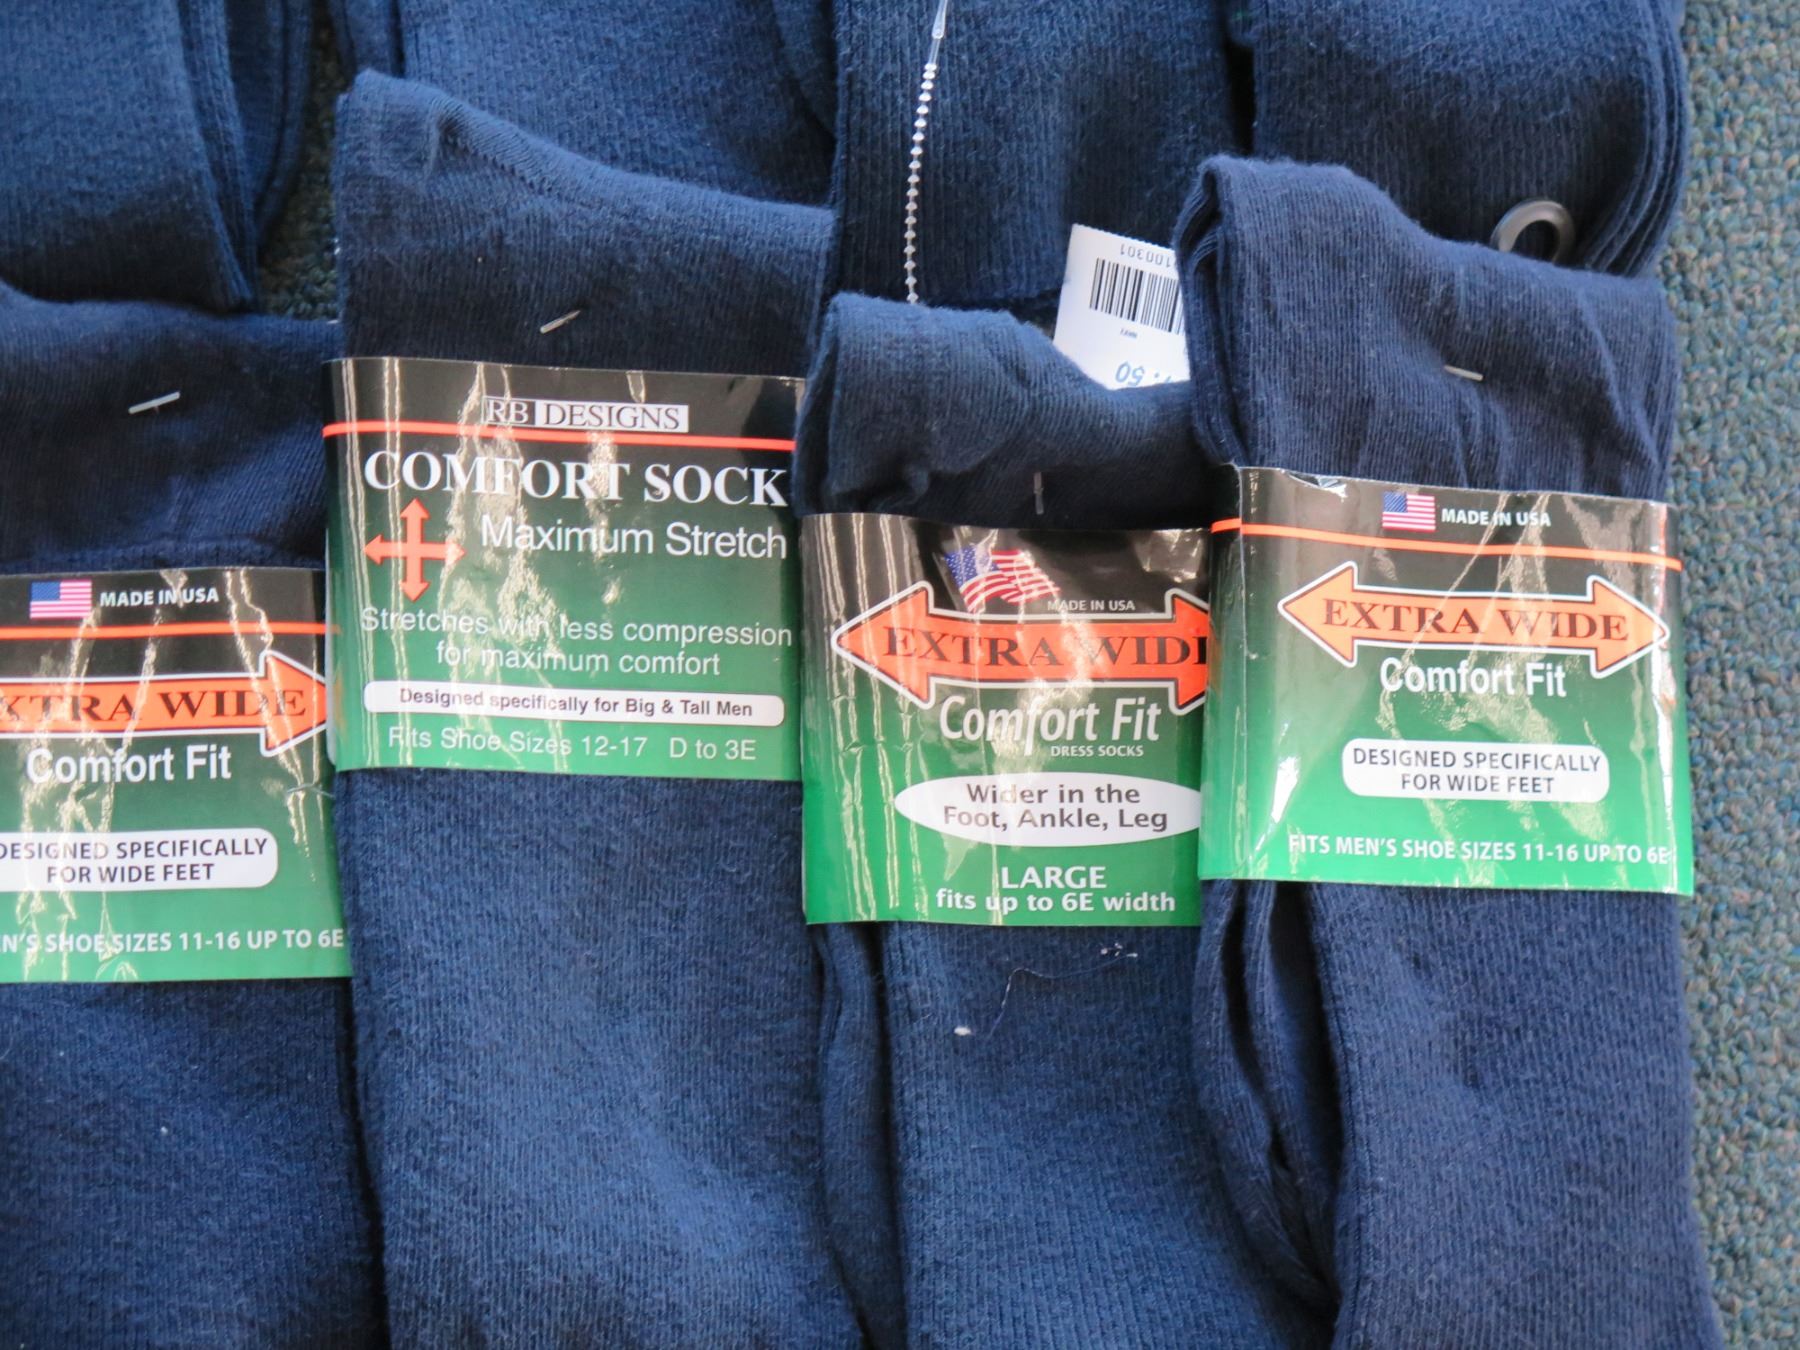 MADE IN USA
XTRA WIDE
Comfort Fit
DESIGNED SPECIFICALLY
FOR WIDE FEET
EN'S SHOE SIZES 11-16 UP TO 6E
RB DESIGNS
COMFORT SOCK
Maximum Stretch
Stretches with less compression
for maximum comfort
Designed specifically for Big & Tall Men
Fits Shoe Sizes 12-17 D to 3E
100301
NAVY
.50
MADE IN USA
EXTRA WIDE
Comfort Fit
DRESS SOCKS
Wider in the
Foot, Ankle, Leg
LARGE
fits up to 6E width
MADE IN USA
EXTRA WIDE
Comfort Fit
DESIGNED SPECIFICALLY
FOR WIDE FEET
FITS MEN'S SHOE SIZES 11-16 UP TO 6E